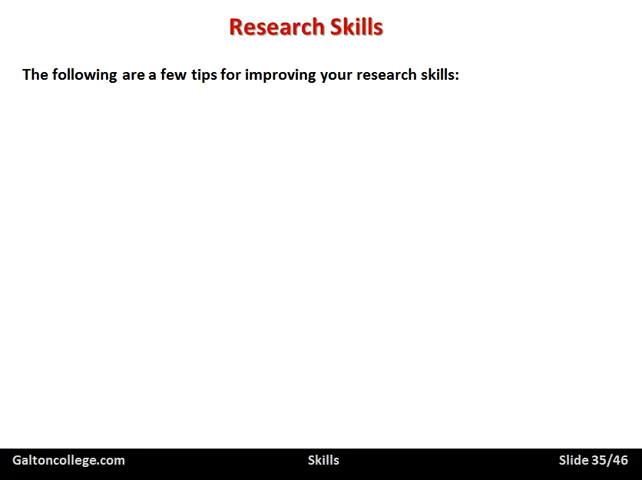 Research Skills
The following are a few tips for improving your research skills:
Galtoncollege.com Skills Slide 35/46